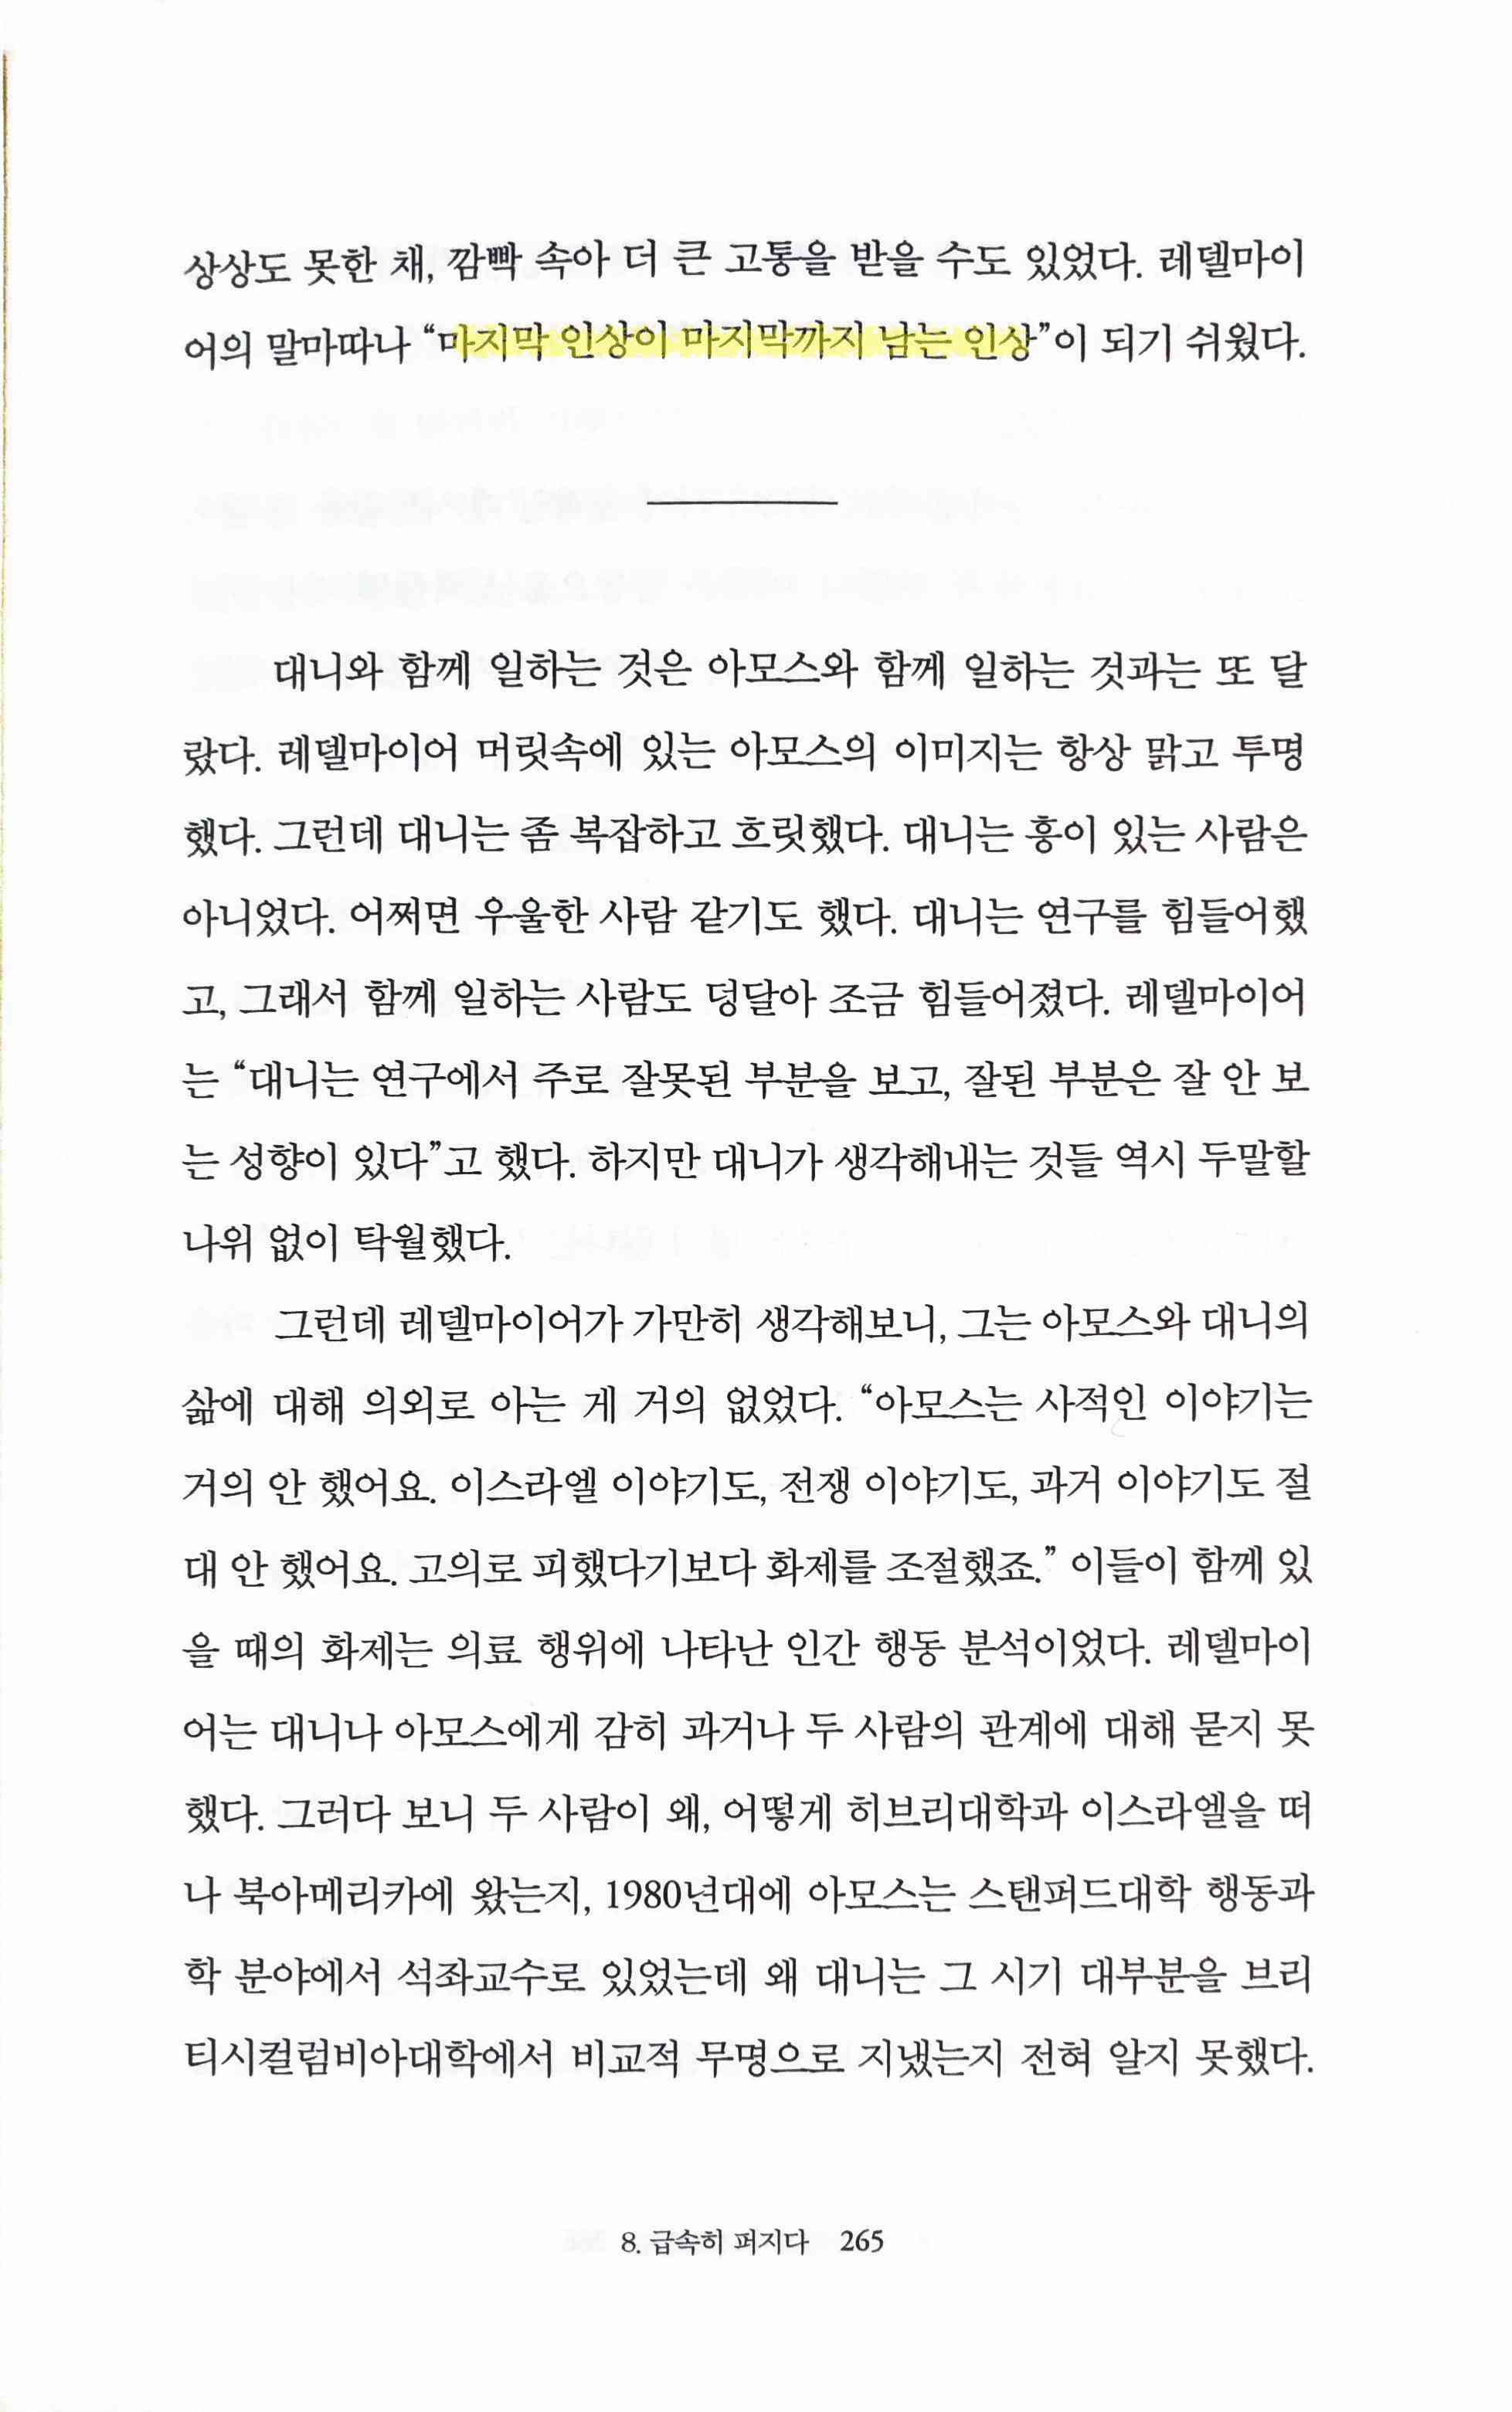 상상도 못한 채, 깜빡 속아 더 큰 고통을 받을 수도 있었다. 레델마이
어의 말마따나 “마지막 인상이 마지막까지 남는 인상”이 되기 쉬웠다.
대니와 함께 일하는 것은 아모스와 함께 일하는 것과는 또 달
랐다. 레델마이어 머릿속에 있는 아모스의 이미지는 항상 맑고 투명
했다. 그런데 대니는 좀 복잡하고 흐릿했다. 대니는 흥이 있는 사람은
아니었다. 어쩌면 우울한 사람 같기도 했다. 대니는 연구를 힘들어했
고, 그래서 함께 일하는 사람도 덩달아 조금 힘들어졌다. 레델마이어
는 “대니는 연구에서 주로 잘못된 부분을 보고, 잘된 부분은 잘 안 보
는 성향이 있다”고 했다. 하지만 대니가 생각해내는 것들 역시 두말할
나위 없이 탁월했다.
그런데 레델마이어가 가만히 생각해보니, 그는 아모스와 대니의
삶에 대해 의외로 아는 게 거의 없었다. “아모스는 사적인 이야기는
거의 안 했어요. 이스라엘 이야기도, 전쟁 이야기도, 과거 이야기도 절
대 안 했어요. 고의로 피했다기보다 화제를 조절했죠.” 이들이 함께 있
을 때의 화제는 의료 행위에 나타난 인간 행동 분석이었다. 레델마이
어는 대니나 아모스에게 감히 과거나 두 사람의 관계에 대해 묻지 못
했다. 그러다 보니 두 사람이 왜, 어떻게 히브리대학과 이스라엘을 떠
나 북아메리카에 왔는지, 1980년대에 아모스는 스탠퍼드대학 행동과
학 분야에서 석좌교수로 있었는데 왜 대니는 그 시기 대부분을 브리
티시컬럼비아대학에서 비교적 무명으로 지냈는지 전혀 알지 못했다.
8. 급속히 퍼지다 265